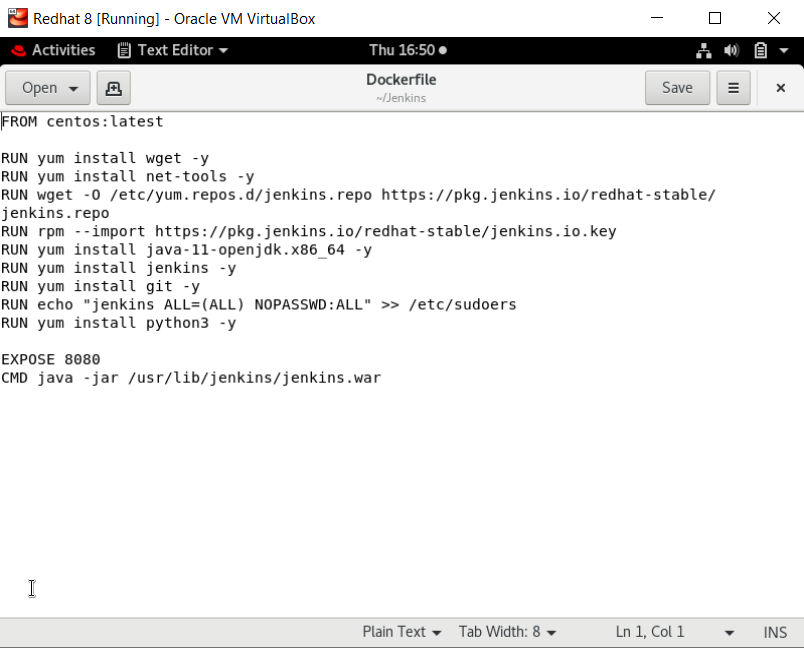 Redhat 8 [Running] - Oracle VM VirtualBox
Activities Text Editor Thu 16:50
Open Dockerfile Save
~/Jenkins
FROM centos:latest
RUN yum install wget -y
RUN yum install net-tools -y
RUN wget -O /etc/yum.repos.d/jenkins.repo https://pkg.jenkins.io/redhat-stable/
jenkins.repo
RUN rpm --import https://pkg.jenkins.io/redhat-stable/jenkins.io.key
RUN yum install java-11-openjdk.x86_64 -y
RUN yum install jenkins -y
RUN yum install git -y
RUN echo "jenkins ALL=(ALL) NOPASSWD:ALL" >> /etc/sudoers
RUN yum install python3 -y
EXPOSE 8080
CMD java -jar /usr/lib/jenkins/jenkins.war
Plain Text Tab Width: 8 Ln 1, Col 1 INS